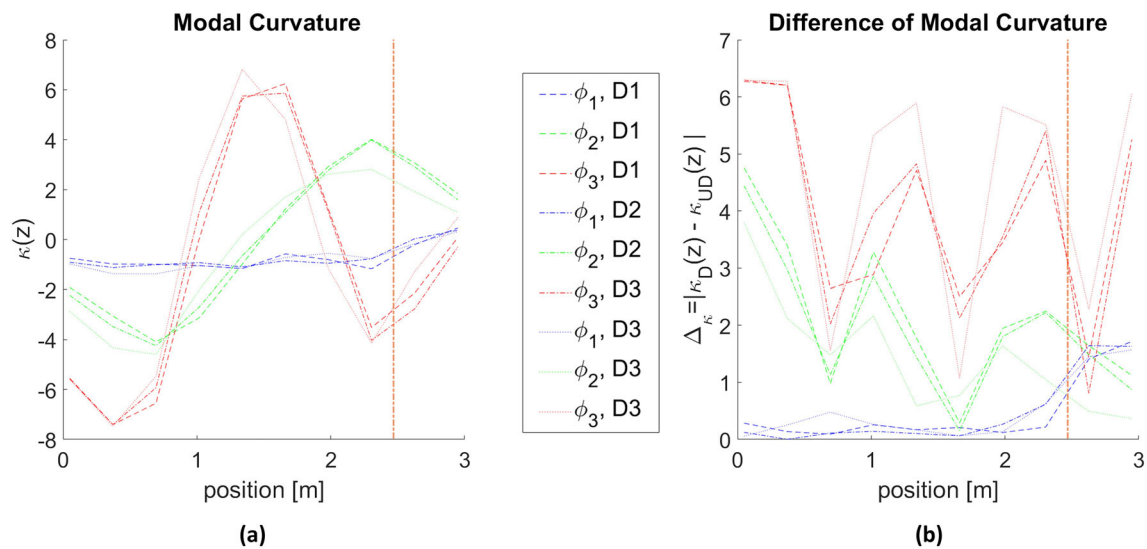 Modal Curvature
8
6
4
2
0
-2
-4
-6
-8
κ(z)
0
1
2
3
position [m]
(a)
ϕ1, D1
ϕ2, D1
ϕ3, D1
ϕ1, D2
ϕ2, D2
ϕ3, D3
ϕ1, D3
ϕ2, D3
ϕ3, D3
Difference of Modal Curvature
7
6
5
4
3
2
1
0
Δκ=|κD(z) - κUD(z) |
0
1
2
3
position [m]
(b)